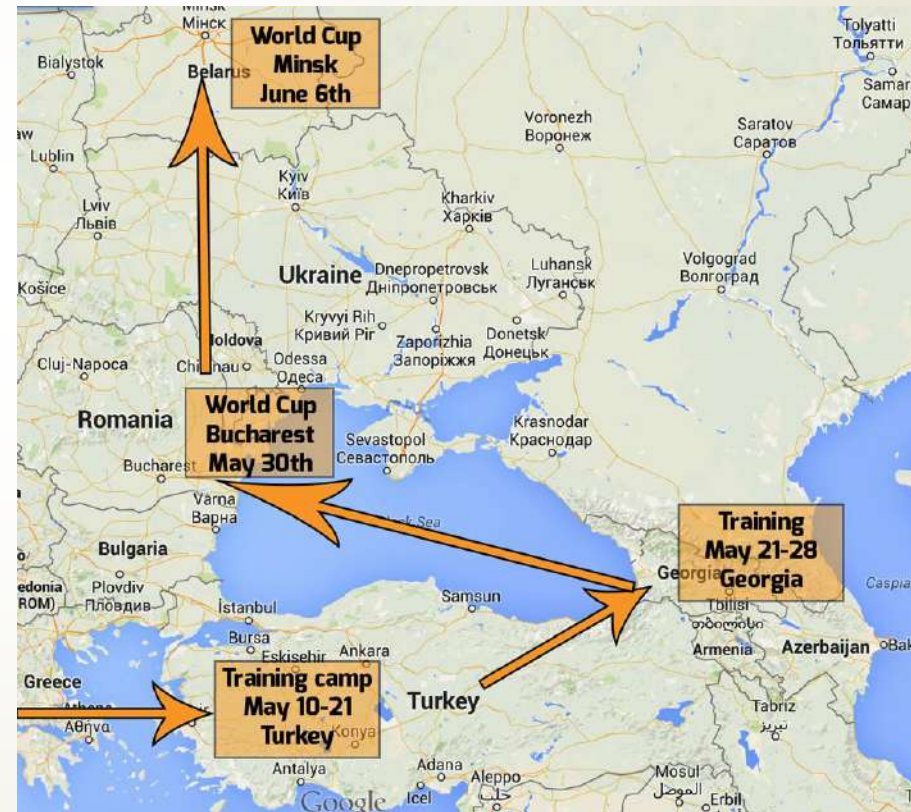 Мінск
World Cup
Minsk
June 6th
Bialystok
Belarus
Tolyatti
Тольятти
Samar
Самар
Voronezh
Воронеж
Saratov
Саратов
Lublin
Kyiv
Київ
Lviv
Львів
Kharkiv
Харків
Ukraine
Dnepropetrovsk
Дніпропетровськ
Luhansk
Луганськ
Volgograd
Волгоград
Košice
Kryvyi Rih
Кривий Ріг
Zaporizhia
Запоріжжя
Donetsk
Донецьк
Moldova
Cluj-Napoca
Odessa
Одеса
Romania
World Cup
Bucharest
May 30th
Bucharest
Sevastopol
Севастополь
Krasnodar
Краснодар
Varna
Варна
Black Sea
Training
May 21-28
Georgia
Bulgaria
Georgia
Caspia
edonia
ROM)
Plovdiv
Пловдив
İstanbul
Samsun
Tbilisi
თბილისი
Bursa
Eskişehir
Ankara
Armenia
Azerbaijan
Bak
Greece
Training camp
May 10-21
Turkey
Turkey
Αθήνα
Konya
Tabriz
تبریز
Antalya
Adana
Aleppo
حلب
Mosul
الموصل
Google
Icel
Erbil